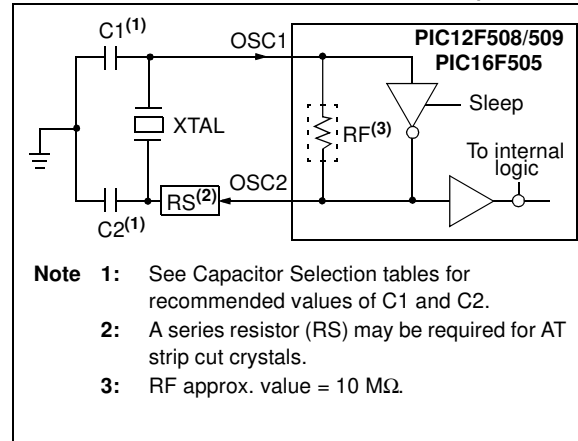 C1(1)
OSC1
PIC12F508/509
PIC16F505
Sleep
XTAL
RF(3)
To internal
logic
OSC2
RS(2)
C2(1)
Note 1: See Capacitor Selection tables for
recommended values of C1 and C2.
2: A series resistor (RS) may be required for AT
strip cut crystals.
3: RF approx. value = 10 MΩ.